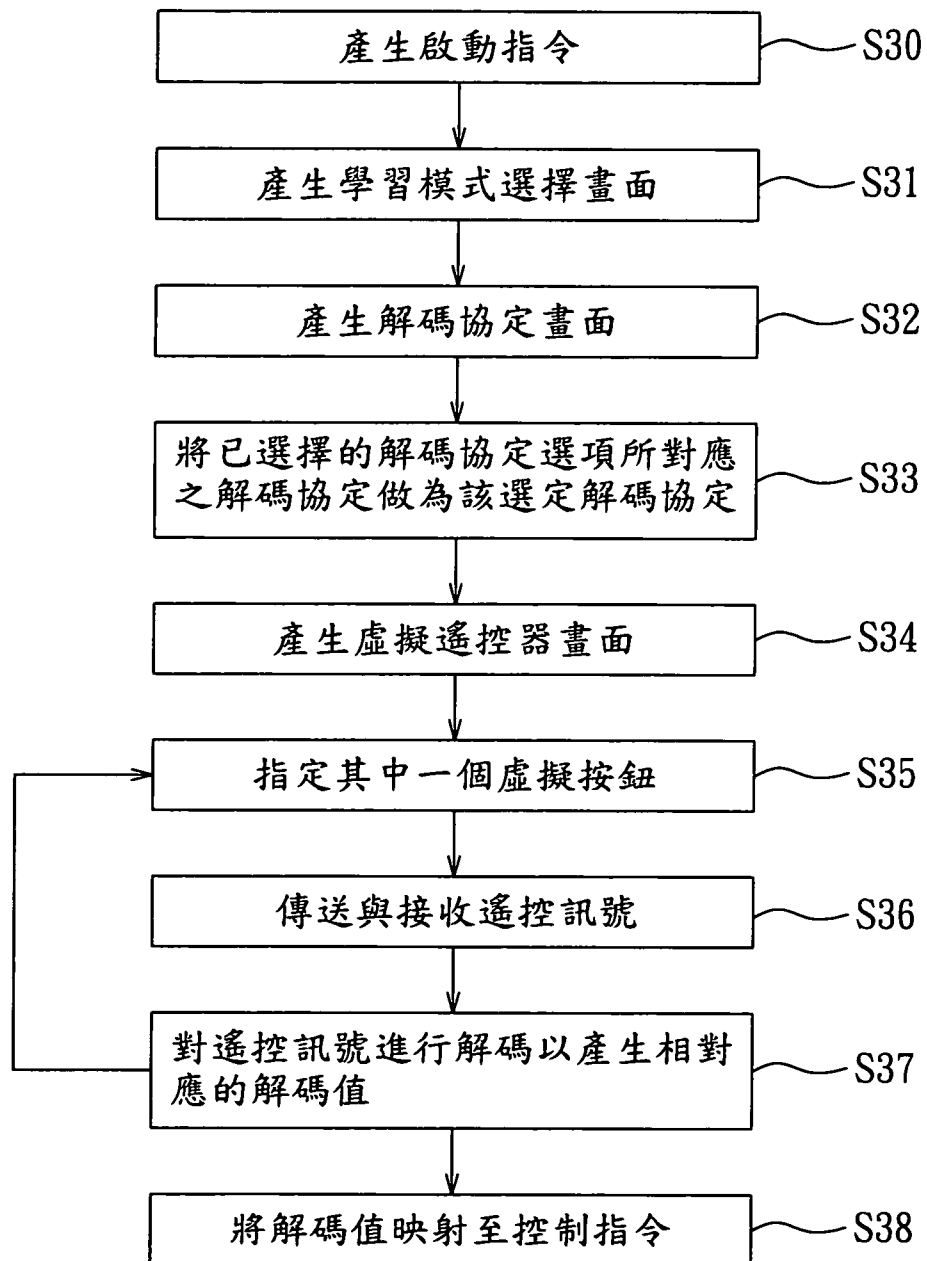 產生啟動指令
S30
產生學習模式選擇畫面
S31
產生解碼協定畫面
S32
將已選擇的解碼協定選項所對應
之解碼協定做為該選定解碼協定
S33
產生虛擬遙控器畫面
S34
指定其中一個虛擬按鈕
S35
傳送與接收遙控訊號
S36
對遙控訊號進行解碼以產生相對
應的解碼值
S37
將解碼值映射至控制指令
S38